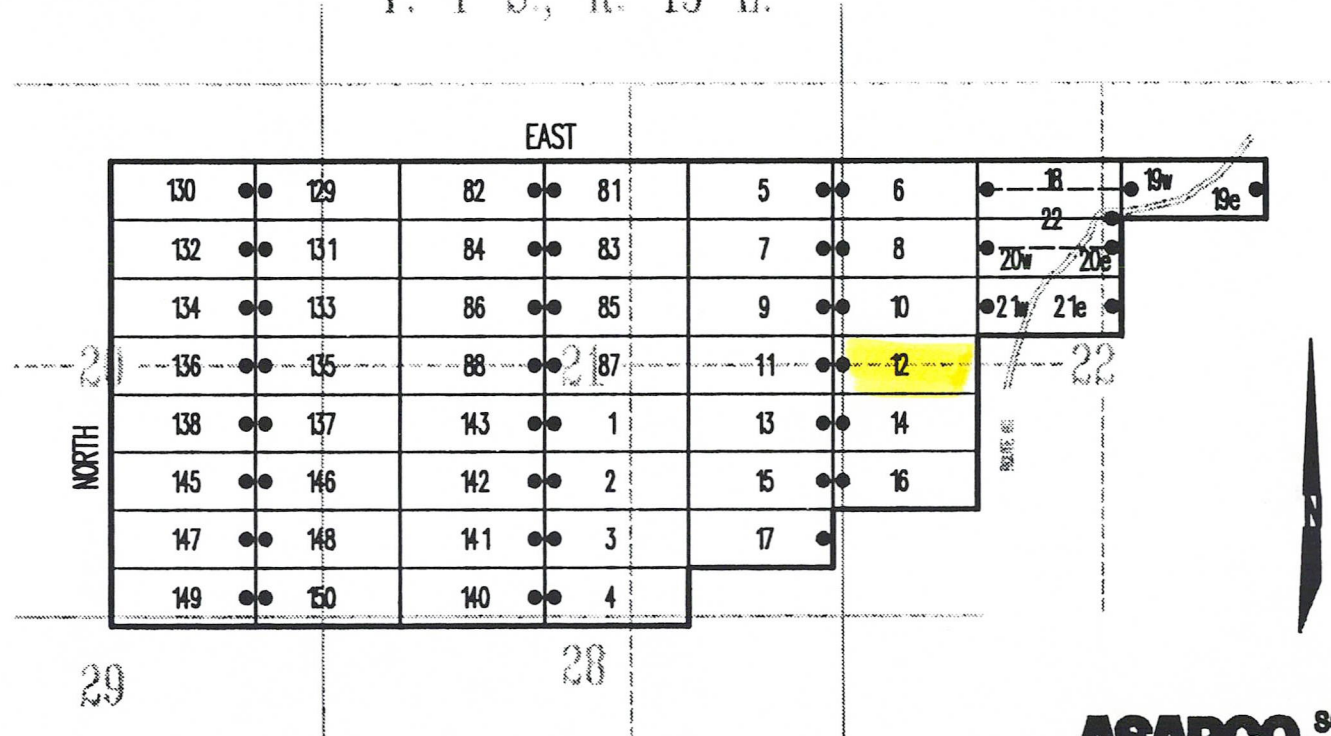 EAST
130 129 82 81 5 6 18 19w
19e
22
132 131 84 83 7 8
20w 20e
134 133 86 85 9 10 21w 21e
20 136 135 88 21 87 11 12 22
138 137 143 1 13 14
NORTH
145 146 142 2 15 16
147 148 141 3 17
N
149 150 140 4
29 28
ASARCO